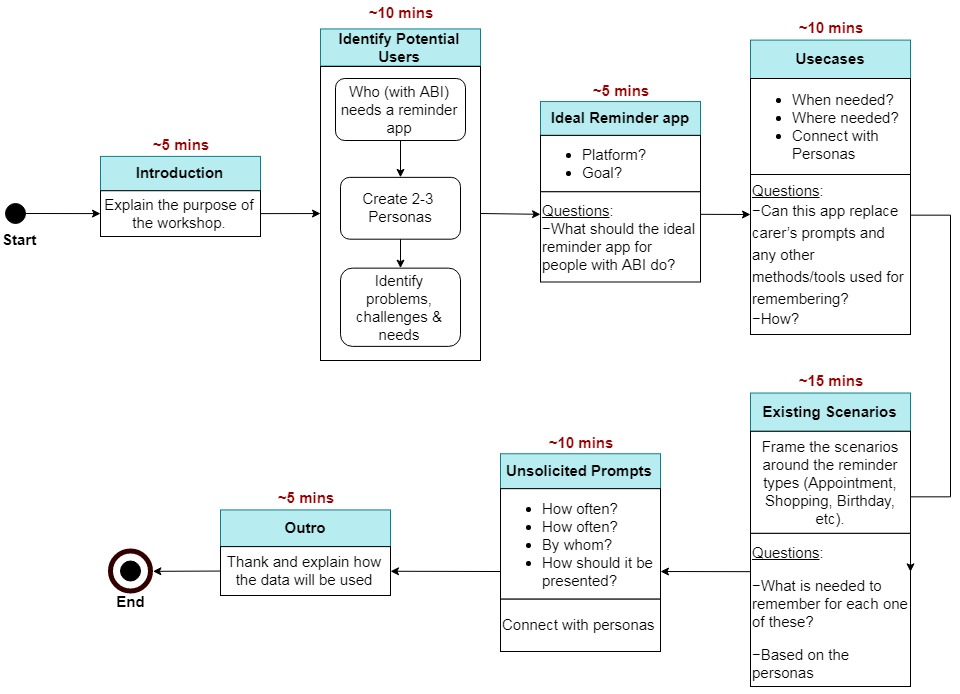 Start
~5 mins
Introduction
Explain the purpose of
the workshop.
~10 mins
Identify Potential
Users
Who (with ABI)
needs a reminder
app
Create 2-3
Personas
Identify
problems,
challenges &
needs
~5 mins
Ideal Reminder app
Platform?
Goal?
Questions:
−What should the ideal
reminder app for
people with ABI do?
~10 mins
Usecases
When needed?
Where needed?
Connect with
Personas
Questions:
−Can this app replace
carer's prompts and
any other
methods/tools used for
remembering?
−How?
~15 mins
Existing Scenarios
Frame the scenarios
around the reminder
types (Appointment,
Shopping, Birthday,
etc).
Questions:
−What is needed to
remember for each one
of these?
−Based on the
personas
~10 mins
Unsolicited Prompts
How often?
How often?
By whom?
How should it be
presented?
Connect with personas
~5 mins
Outro
Thank and explain how
the data will be used
End